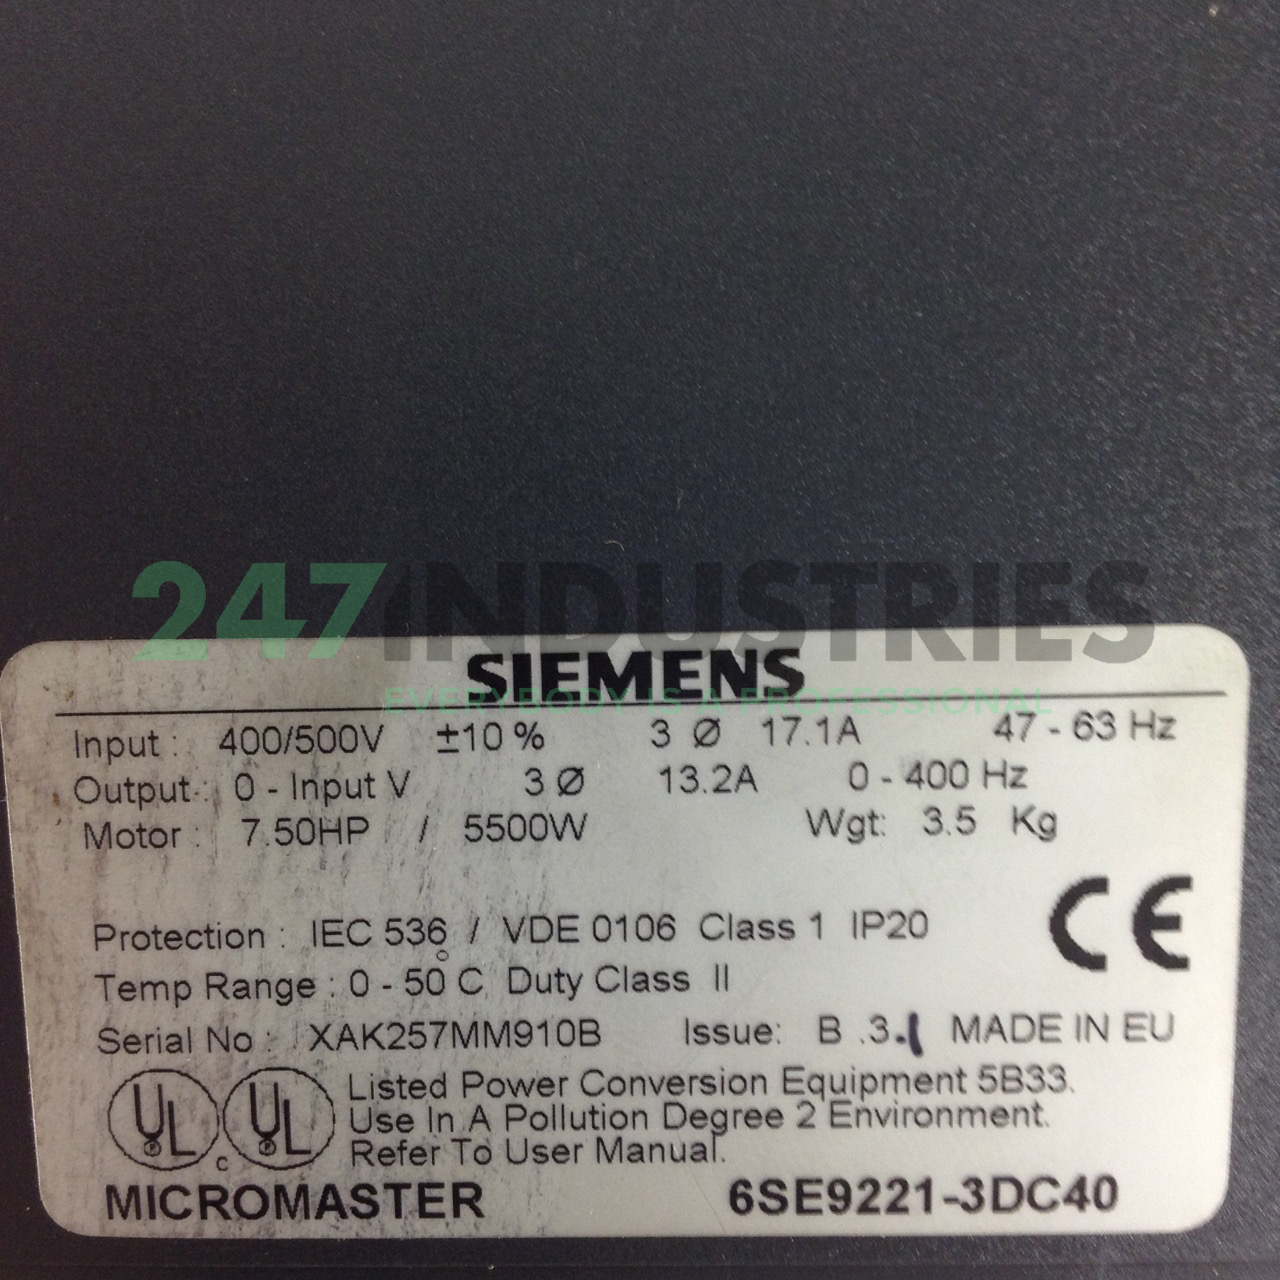 247INDUSTRIES
SIEMENS
EVERYBODY IS A PROFESSIONAL
Input : 400/500V ±10 % 3 Ø 17.1A 47 - 63 Hz
Output : 0 - Input V 3 Ø 13.2A 0 - 400 Hz
Motor : 7.50HP / 5500W Wgt: 3.5 Kg
Protection : IEC 536 / VDE 0106 Class 1 IP20
CE
Temp Range : 0 - 50°C Duty Class II
Serial No : XAK257MM910B Issue: B .3.1 MADE IN EU
UL c UL Listed Power Conversion Equipment 5B33.
Use In A Pollution Degree 2 Environment.
Refer To User Manual.
MICROMASTER 6SE9221-3DC40